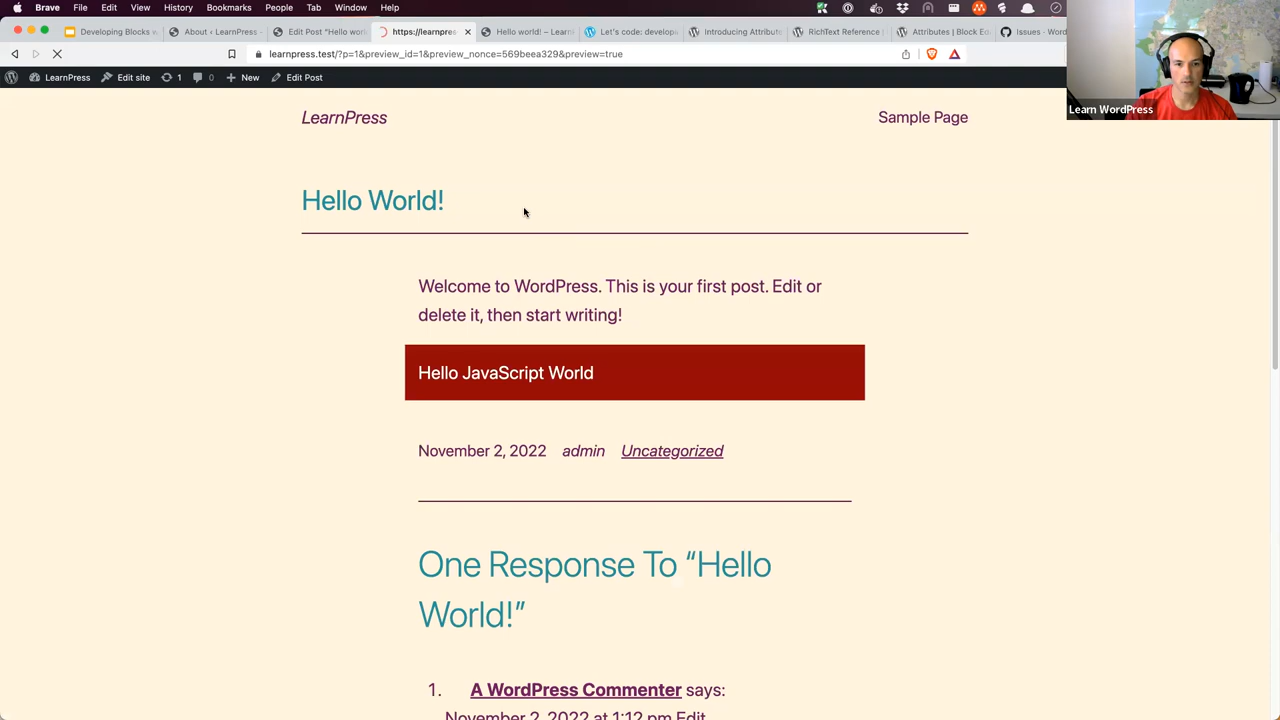 Brave File Edit View History Bookmarks People Tab Window Help
Developing Blocks w About ‹ LearnPress Edit Post "Hello worl https://learnpres Hello world! – Learn Let's code: develop Introducing Attribute RichText Reference Attributes | Block Ed Issues · Word
learnpress.test/?p=1&preview_id=1&preview_nonce=569beea329&preview=true
LearnPress Edit site 1 0 New Edit Post
Learn WordPress
LearnPress Sample Page
Hello World!
Welcome to WordPress. This is your first post. Edit or
delete it, then start writing!
Hello JavaScript World
November 2, 2022 admin Uncategorized
One Response To “Hello
World!”
1. A WordPress Commenter says:
November 2, 2022 at 1:12 pm Edit